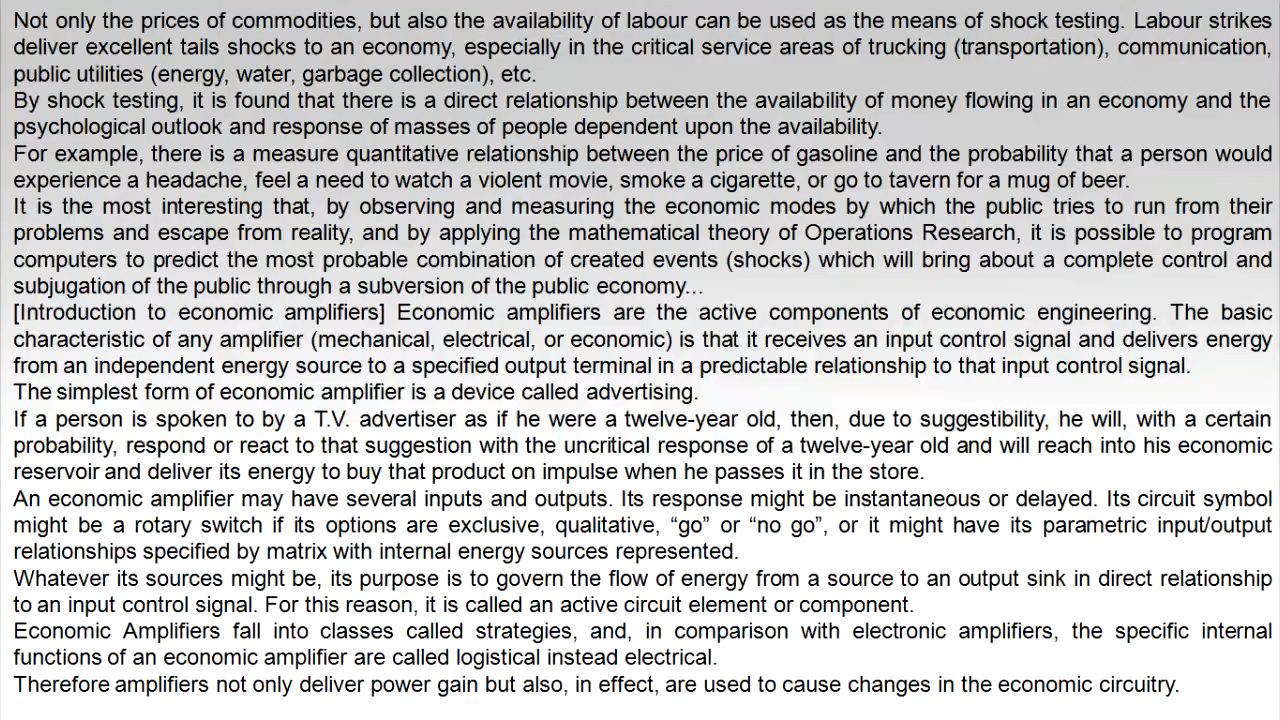 Not only the prices of commodities, but also the availability of labour can be used as the means of shock testing. Labour strikes
deliver excellent tails shocks to an economy, especially in the critical service areas of trucking (transportation), communication,
public utilities (energy, water, garbage collection), etc.
By shock testing, it is found that there is a direct relationship between the availability of money flowing in an economy and the
psychological outlook and response of masses of people dependent upon the availability.
For example, there is a measure quantitative relationship between the price of gasoline and the probability that a person would
experience a headache, feel a need to watch a violent movie, smoke a cigarette, or go to tavern for a mug of beer.
It is the most interesting that, by observing and measuring the economic modes by which the public tries to run from their
problems and escape from reality, and by applying the mathematical theory of Operations Research, it is possible to program
computers to predict the most probable combination of created events (shocks) which will bring about a complete control and
subjugation of the public through a subversion of the public economy...
[Introduction to economic amplifiers] Economic amplifiers are the active components of economic engineering. The basic
characteristic of any amplifier (mechanical, electrical, or economic) is that it receives an input control signal and delivers energy
from an independent energy source to a specified output terminal in a predictable relationship to that input control signal.
The simplest form of economic amplifier is a device called advertising.
If a person is spoken to by a T.V. advertiser as if he were a twelve-year old, then, due to suggestibility, he will, with a certain
probability, respond or react to that suggestion with the uncritical response of a twelve-year old and will reach into his economic
reservoir and deliver its energy to buy that product on impulse when he passes it in the store.
An economic amplifier may have several inputs and outputs. Its response might be instantaneous or delayed. Its circuit symbol
might be a rotary switch if its options are exclusive, qualitative, “go” or “no go”, or it might have its parametric input/output
relationships specified by matrix with internal energy sources represented.
Whatever its sources might be, its purpose is to govern the flow of energy from a source to an output sink in direct relationship
to an input control signal. For this reason, it is called an active circuit element or component.
Economic Amplifiers fall into classes called strategies, and, in comparison with electronic amplifiers, the specific internal
functions of an economic amplifier are called logistical instead electrical.
Therefore amplifiers not only deliver power gain but also, in effect, are used to cause changes in the economic circuitry.